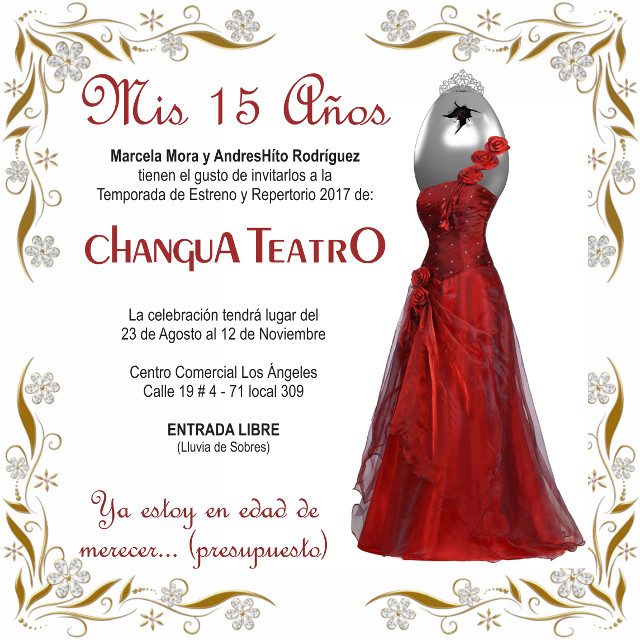 Mis 15 Años
Marcela Mora y AndresHíto Rodríguez
tienen el gusto de invitarlos a la
Temporada de Estreno y Repertorio 2017 de:
cHANguA TEATrO
La celebración tendrá lugar del
23 de Agosto al 12 de Noviembre
Centro Comercial Los Ángeles
Calle 19 # 4 - 71 local 309
ENTRADA LIBRE
(Lluvia de Sobres)
Ya estoy en edad de
merecer... (presupuesto)